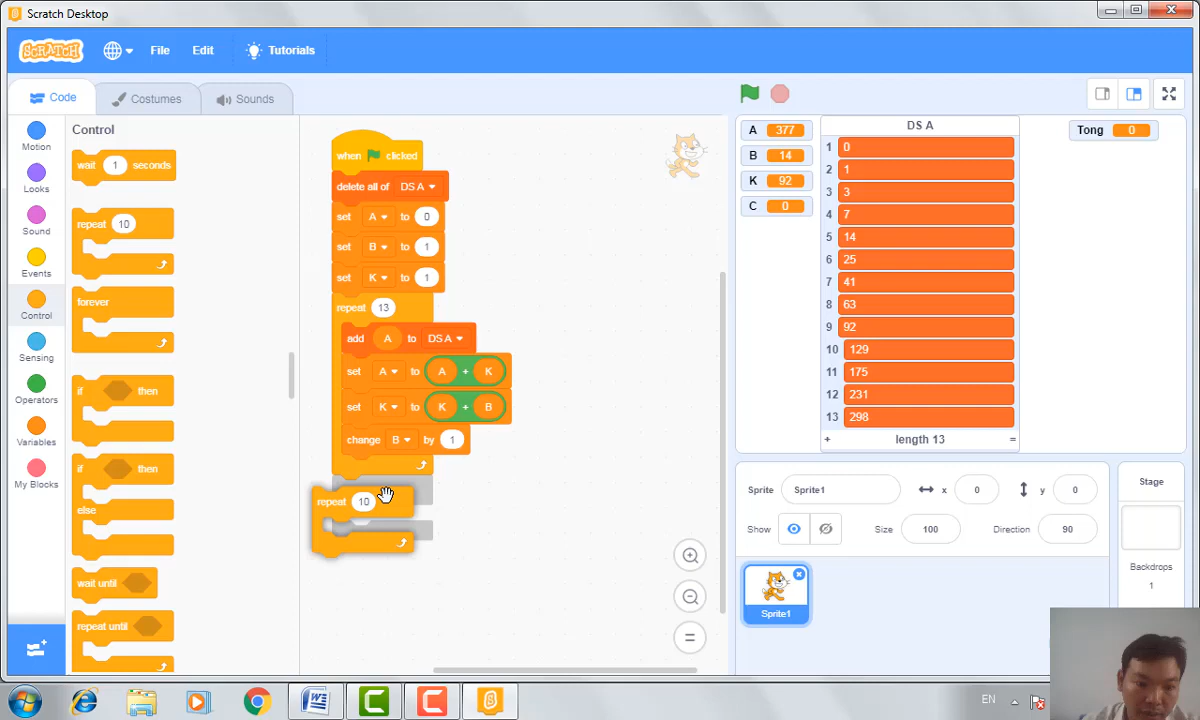 Scratch Desktop
SCRATCH File Edit Tutorials
Code Costumes Sounds
Motion
Looks
Sound
Events
Control
Sensing
Operators
Variables
My Blocks
Control
wait 1 seconds
repeat 10
forever
if then
if then
else
wait until
repeat until
when clicked
delete all of DS A
set A to 0
set B to 1
set K to 1
repeat 13
add A to DS A
set A to A + K
set K to K + B
change B by 1
repeat 10
A 377
B 14
K 92
C 0
DS A
1 0
2 1
3 3
4 7
5 14
6 25
7 41
8 63
9 92
10 129
11 175
12 231
13 298
+ length 13 =
Tong 0
Sprite Sprite1 x 0 y 0
Show Size 100 Direction 90
Sprite1
Stage
Backdrops
1
EN